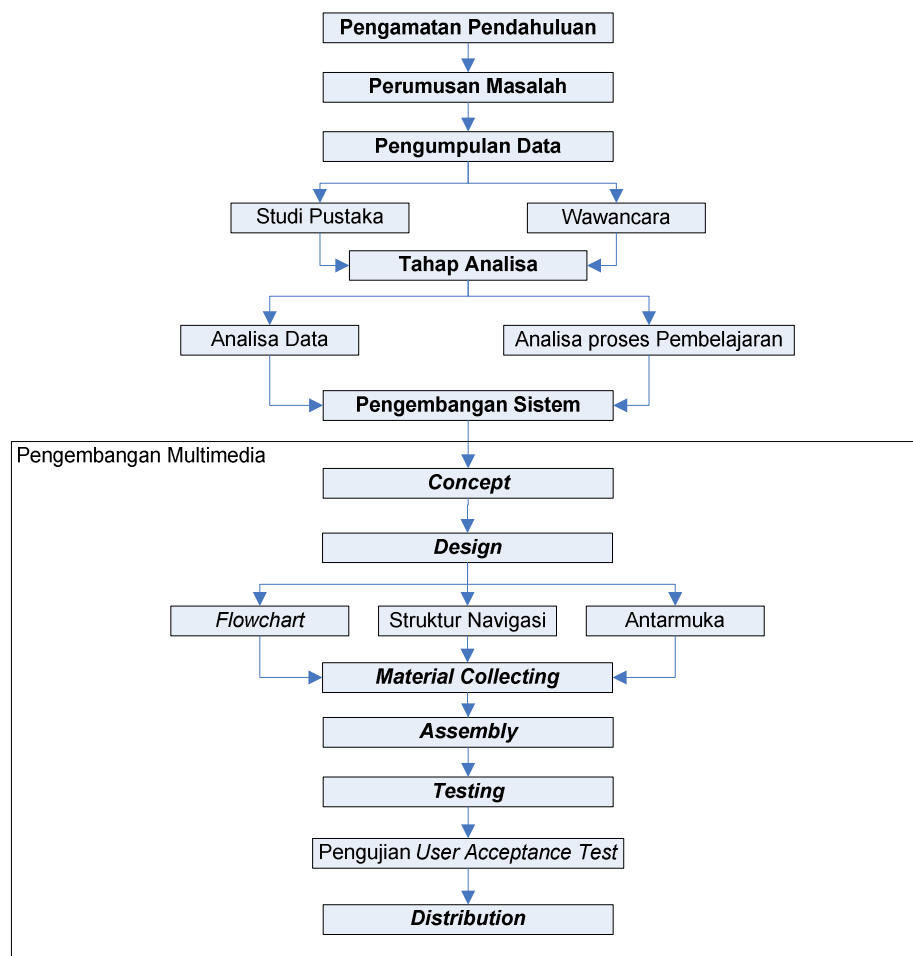 Pengamatan Pendahuluan
Perumusan Masalah
Pengumpulan Data
Studi Pustaka
Wawancara
Tahap Analisa
Analisa Data
Analisa proses Pembelajaran
Pengembangan Sistem
Pengembangan Multimedia
Concept
Design
Flowchart
Struktur Navigasi
Antarmuka
Material Collecting
Assembly
Testing
Pengujian User Acceptance Test
Distribution